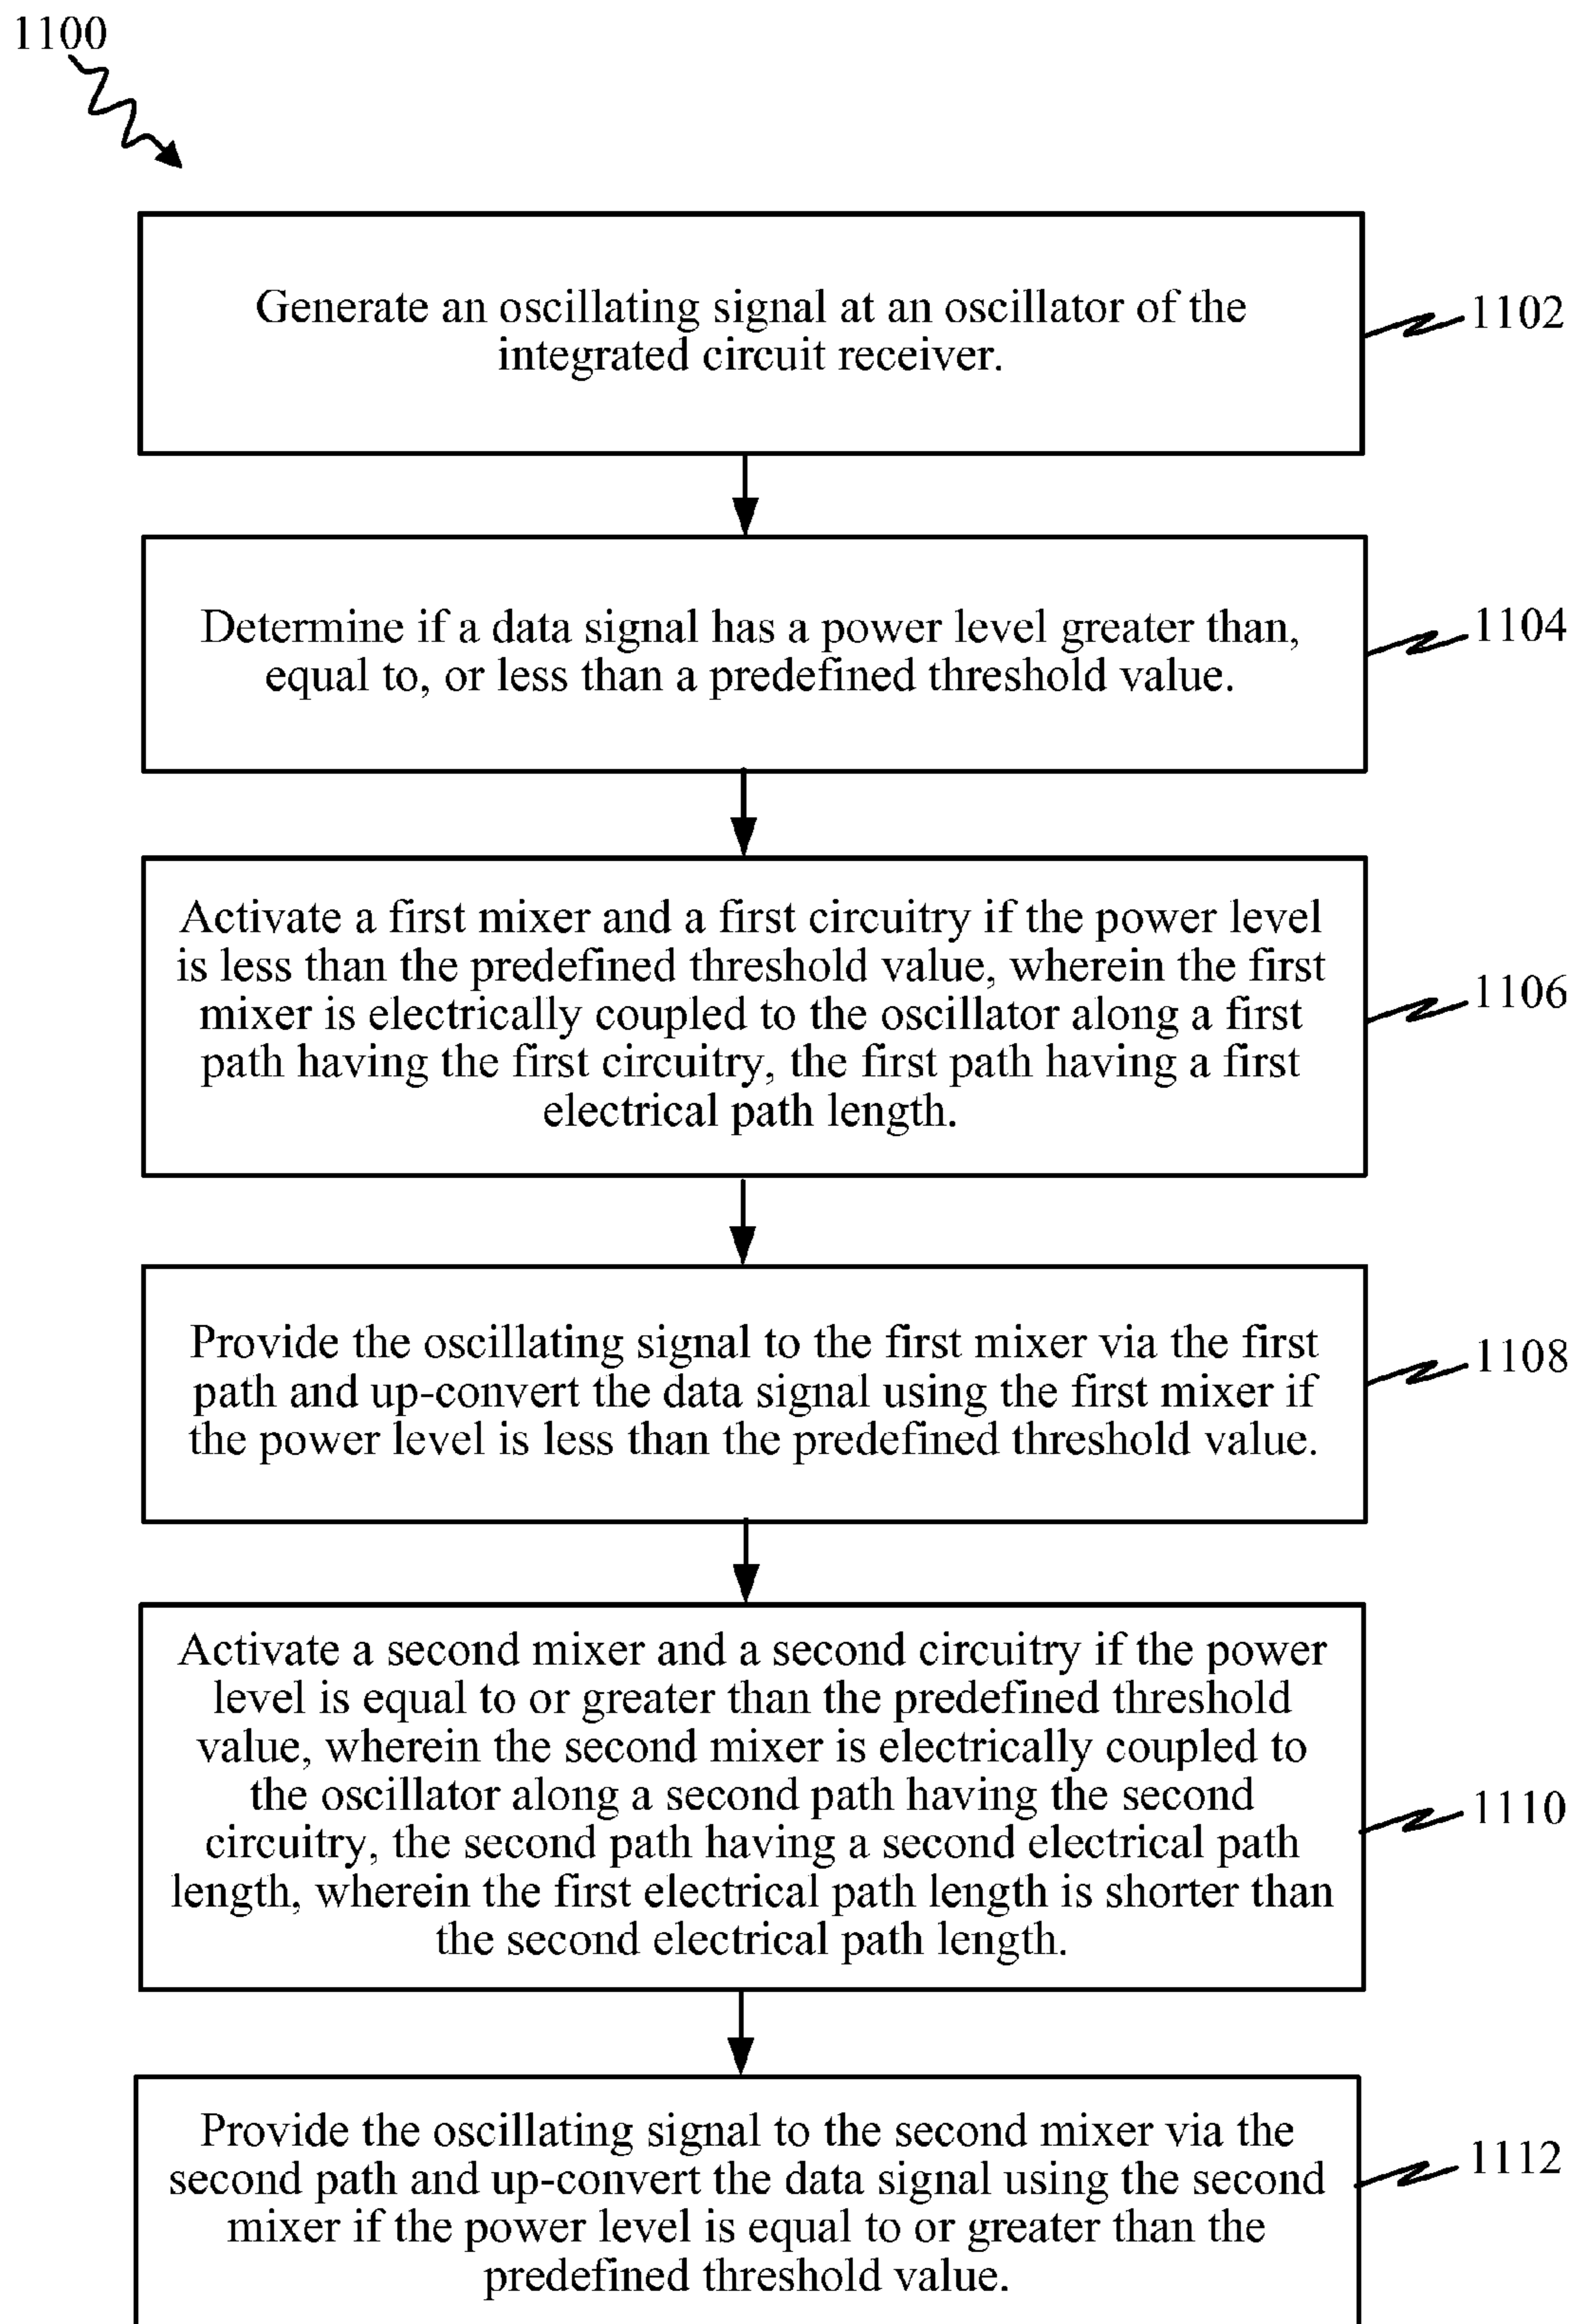 1100
Generate an oscillating signal at an oscillator of the
integrated circuit receiver.
1102
Determine if a data signal has a power level greater than,
equal to, or less than a predefined threshold value.
1104
Activate a first mixer and a first circuitry if the power level
is less than the predefined threshold value, wherein the first
mixer is electrically coupled to the oscillator along a first
path having the first circuitry, the first path having a first
electrical path length.
1106
Provide the oscillating signal to the first mixer via the first
path and up-convert the data signal using the first mixer if
the power level is less than the predefined threshold value.
1108
Activate a second mixer and a second circuitry if the power
level is equal to or greater than the predefined threshold
value, wherein the second mixer is electrically coupled to
the oscillator along a second path having the second
circuitry, the second path having a second electrical path
length, wherein the first electrical path length is shorter than
the second electrical path length.
1110
Provide the oscillating signal to the second mixer via the
second path and up-convert the data signal using the second
mixer if the power level is equal to or greater than the
predefined threshold value.
1112